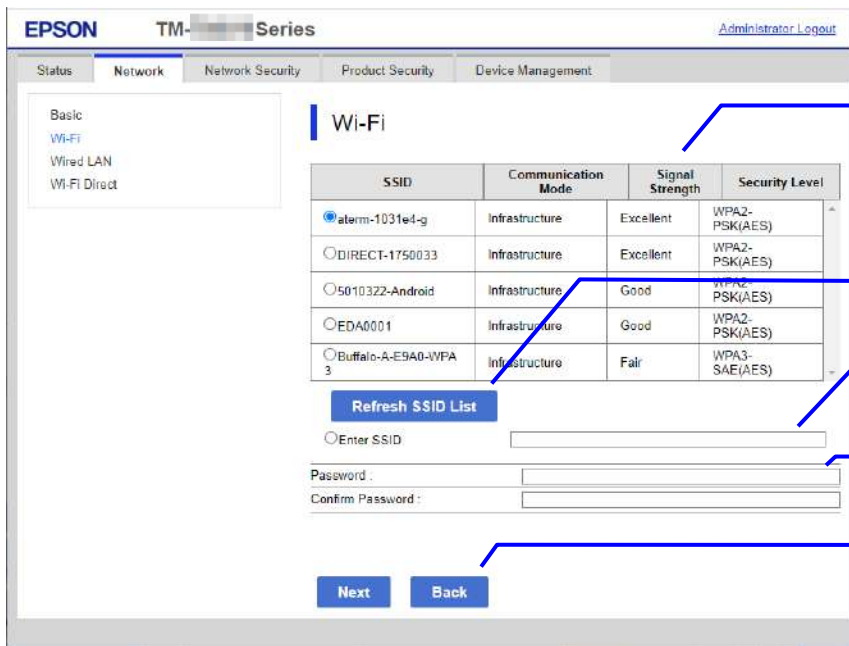 EPSON TM- Series Administrator Logout
Status Network Network Security Product Security Device Management
Basic
Wi-Fi
Wired LAN
Wi-Fi Direct
Wi-Fi
SSID Communication Mode Signal Strength Security Level
aterm-1031e4-g Infrastructure Excellent WPA2-PSK(AES)
DIRECT-1750033 Infrastructure Excellent WPA2-PSK(AES)
5010322-Android Infrastructure Good WPA2-PSK(AES)
EDA0001 Infrastructure Good WPA2-PSK(AES)
Buffalo-A-E9A0-WPA3 Infrastructure Fair WPA3-SAE(AES)
Refresh SSID List
Enter SSID
Password :
Confirm Password :
Next Back